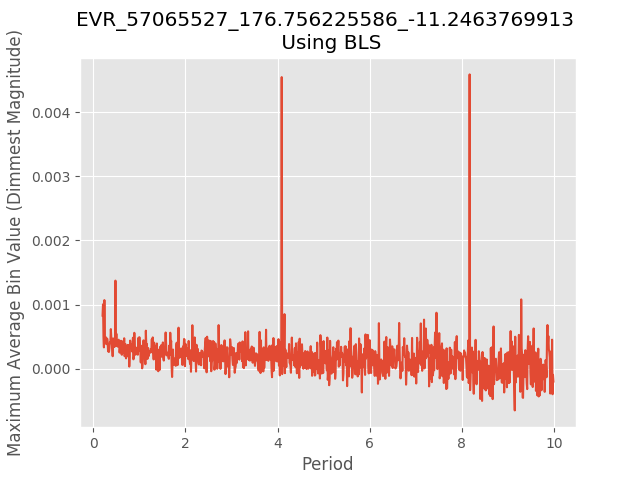 EVR_57065527_176.756225586_-11.2463769913
Using BLS
Maximum Average Bin Value (Dimmest Magnitude)
0.004
0.003
0.002
0.001
0.000
0
2
4
6
8
10
Period